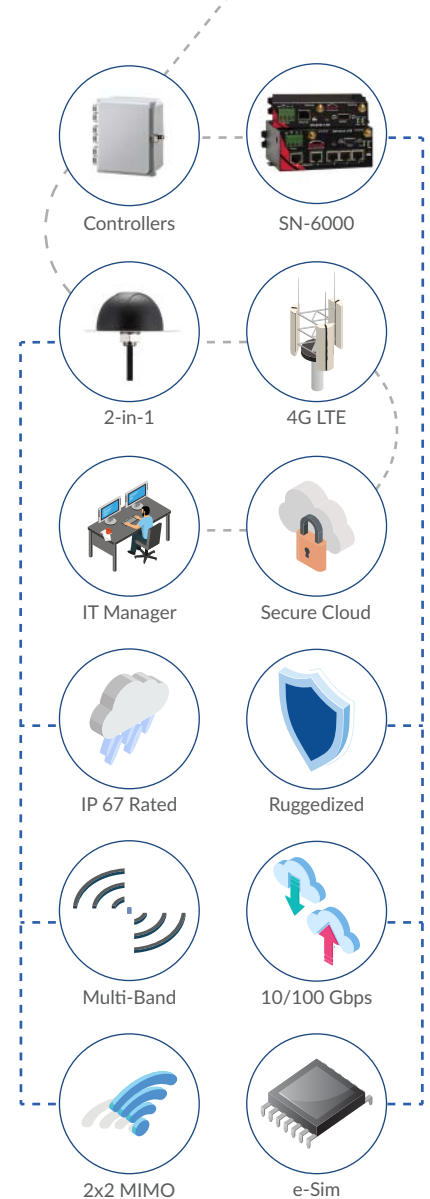 Controllers
SN-6000
2-in-1
4G LTE
IT Manager
Secure Cloud
IP 67 Rated
Ruggedized
Multi-Band
10/100 Gbps
2x2 MIMO
e-Sim